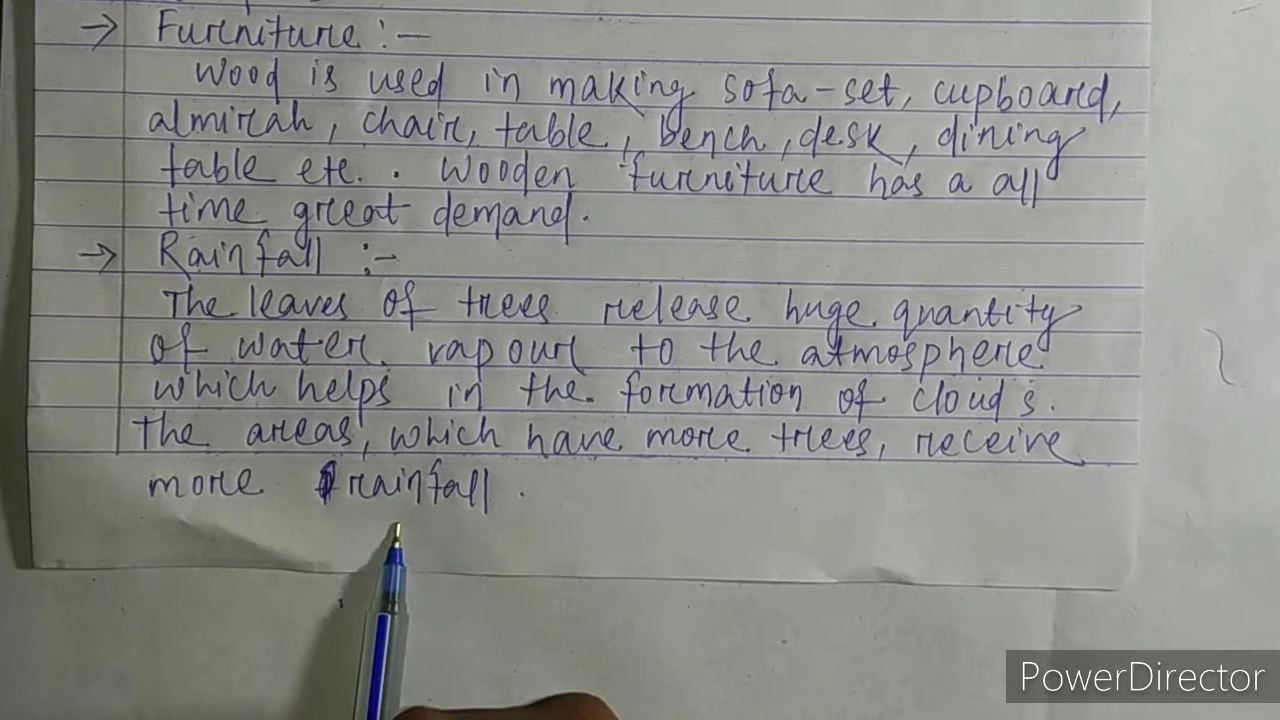 → Furniture :-
Wood is used in making sofa-set, cupboard,
almirah, chair, table, bench, desk, dining
table etc. . Wooden furniture has a all
time great demand.
→ Rainfall :-
The leaves of trees release huge quantity
of water vapour to the atmosphere
which helps in the formation of clouds.
The areas, which have more trees, receive
more rainfall.
PowerDirector